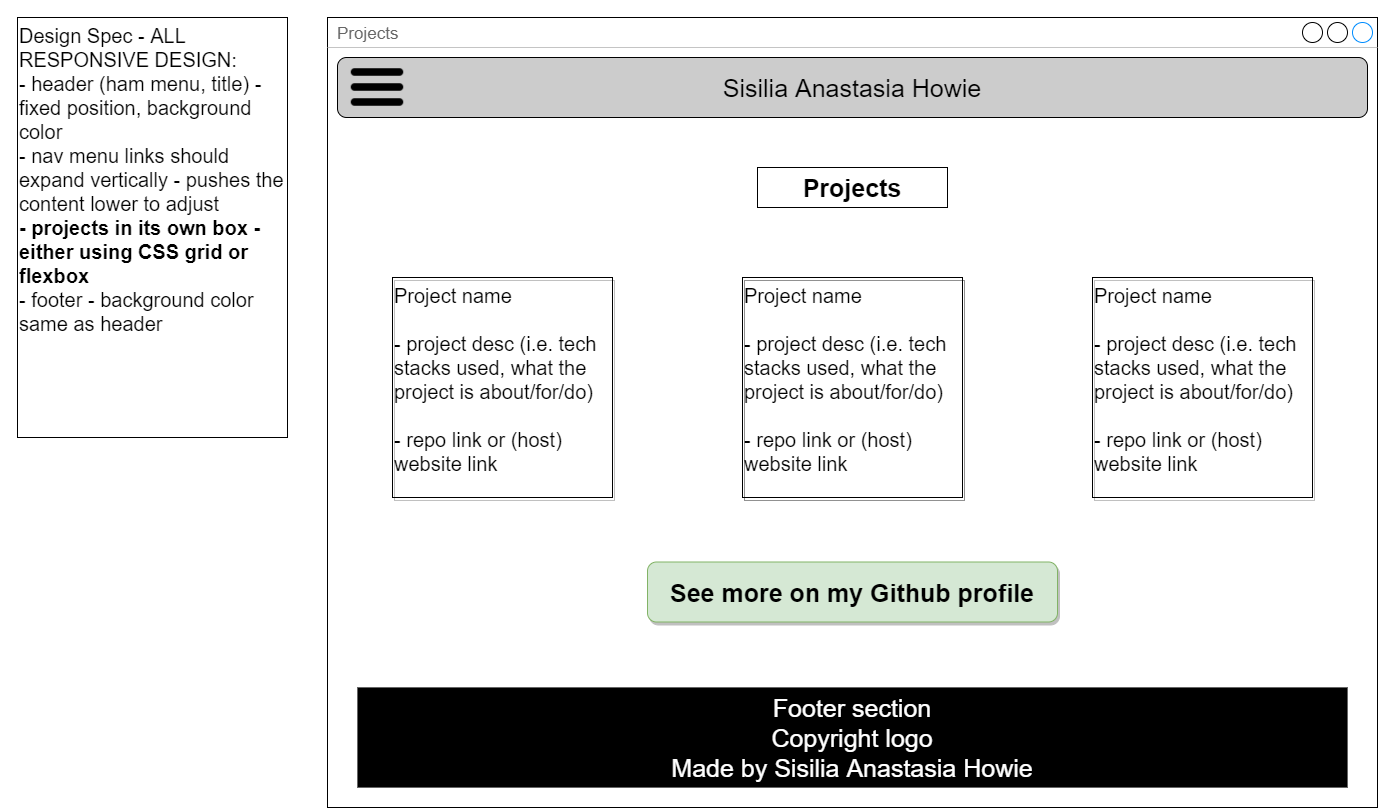 Design Spec - ALL
RESPONSIVE DESIGN:
- header (ham menu, title) -
fixed position, background
color
- nav menu links should
expand vertically - pushes the
content lower to adjust
- projects in its own box -
either using CSS grid or
flexbox
- footer - background color
same as header
Projects
Sisilia Anastasia Howie
Projects
Project name
- project desc (i.e. tech
stacks used, what the
project is about/for/do)
- repo link or (host)
website link
Project name
- project desc (i.e. tech
stacks used, what the
project is about/for/do)
- repo link or (host)
website link
Project name
- project desc (i.e. tech
stacks used, what the
project is about/for/do)
- repo link or (host)
website link
See more on my Github profile
Footer section
Copyright logo
Made by Sisilia Anastasia Howie